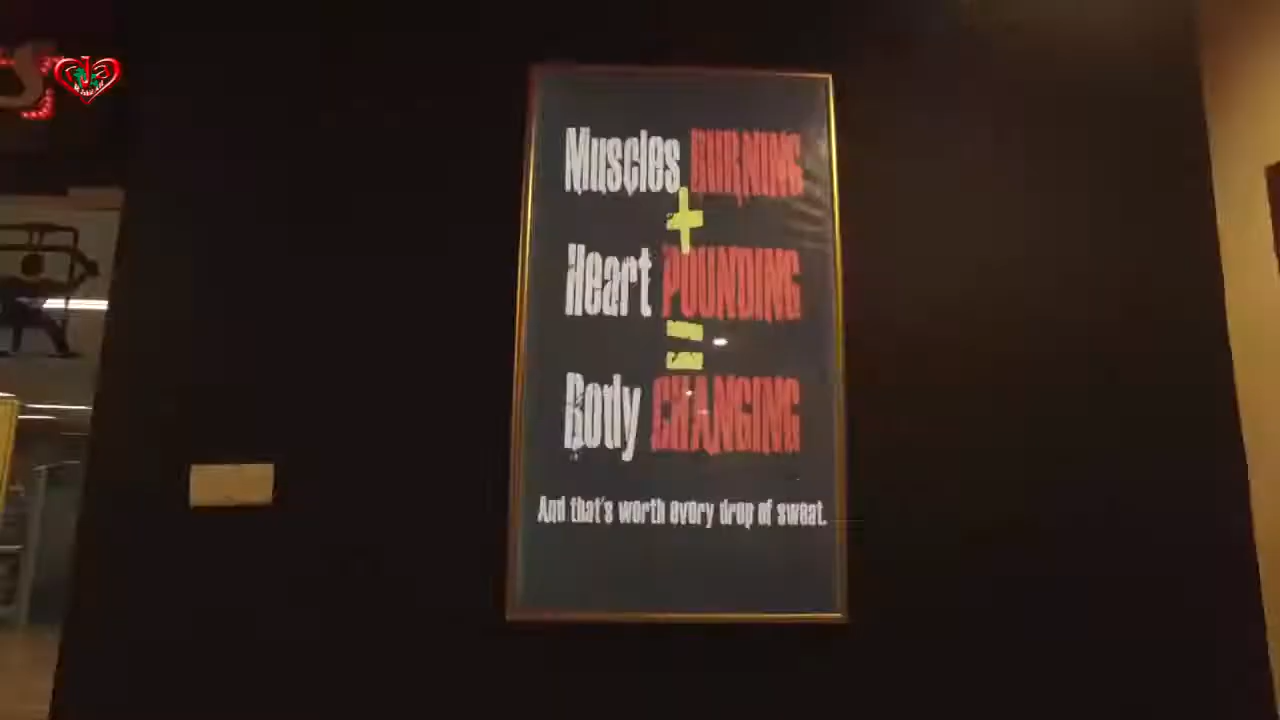 Muscles BURNING
+
Heart POUNDING
=
Body CHANGING
And that's worth every drop of sweat.